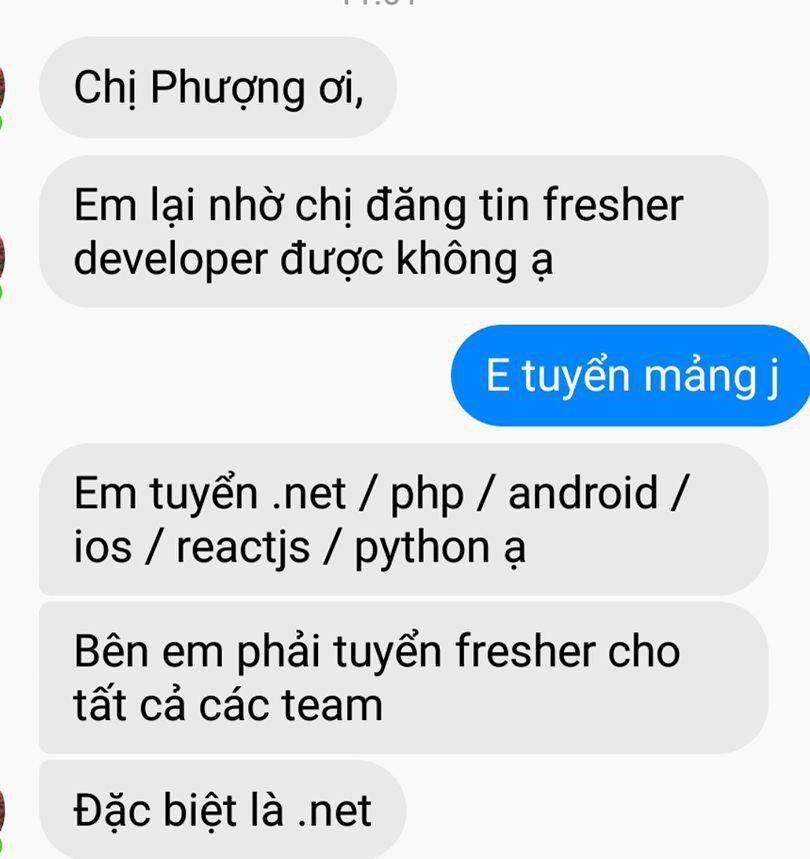 Chị Phượng ơi,
Em lại nhờ chị đăng tin fresher
developer được không ạ
E tuyển mảng j
Em tuyển .net / php / android /
ios / reactjs / python ạ
Bên em phải tuyển fresher cho
tất cả các team
Đặc biệt là .net